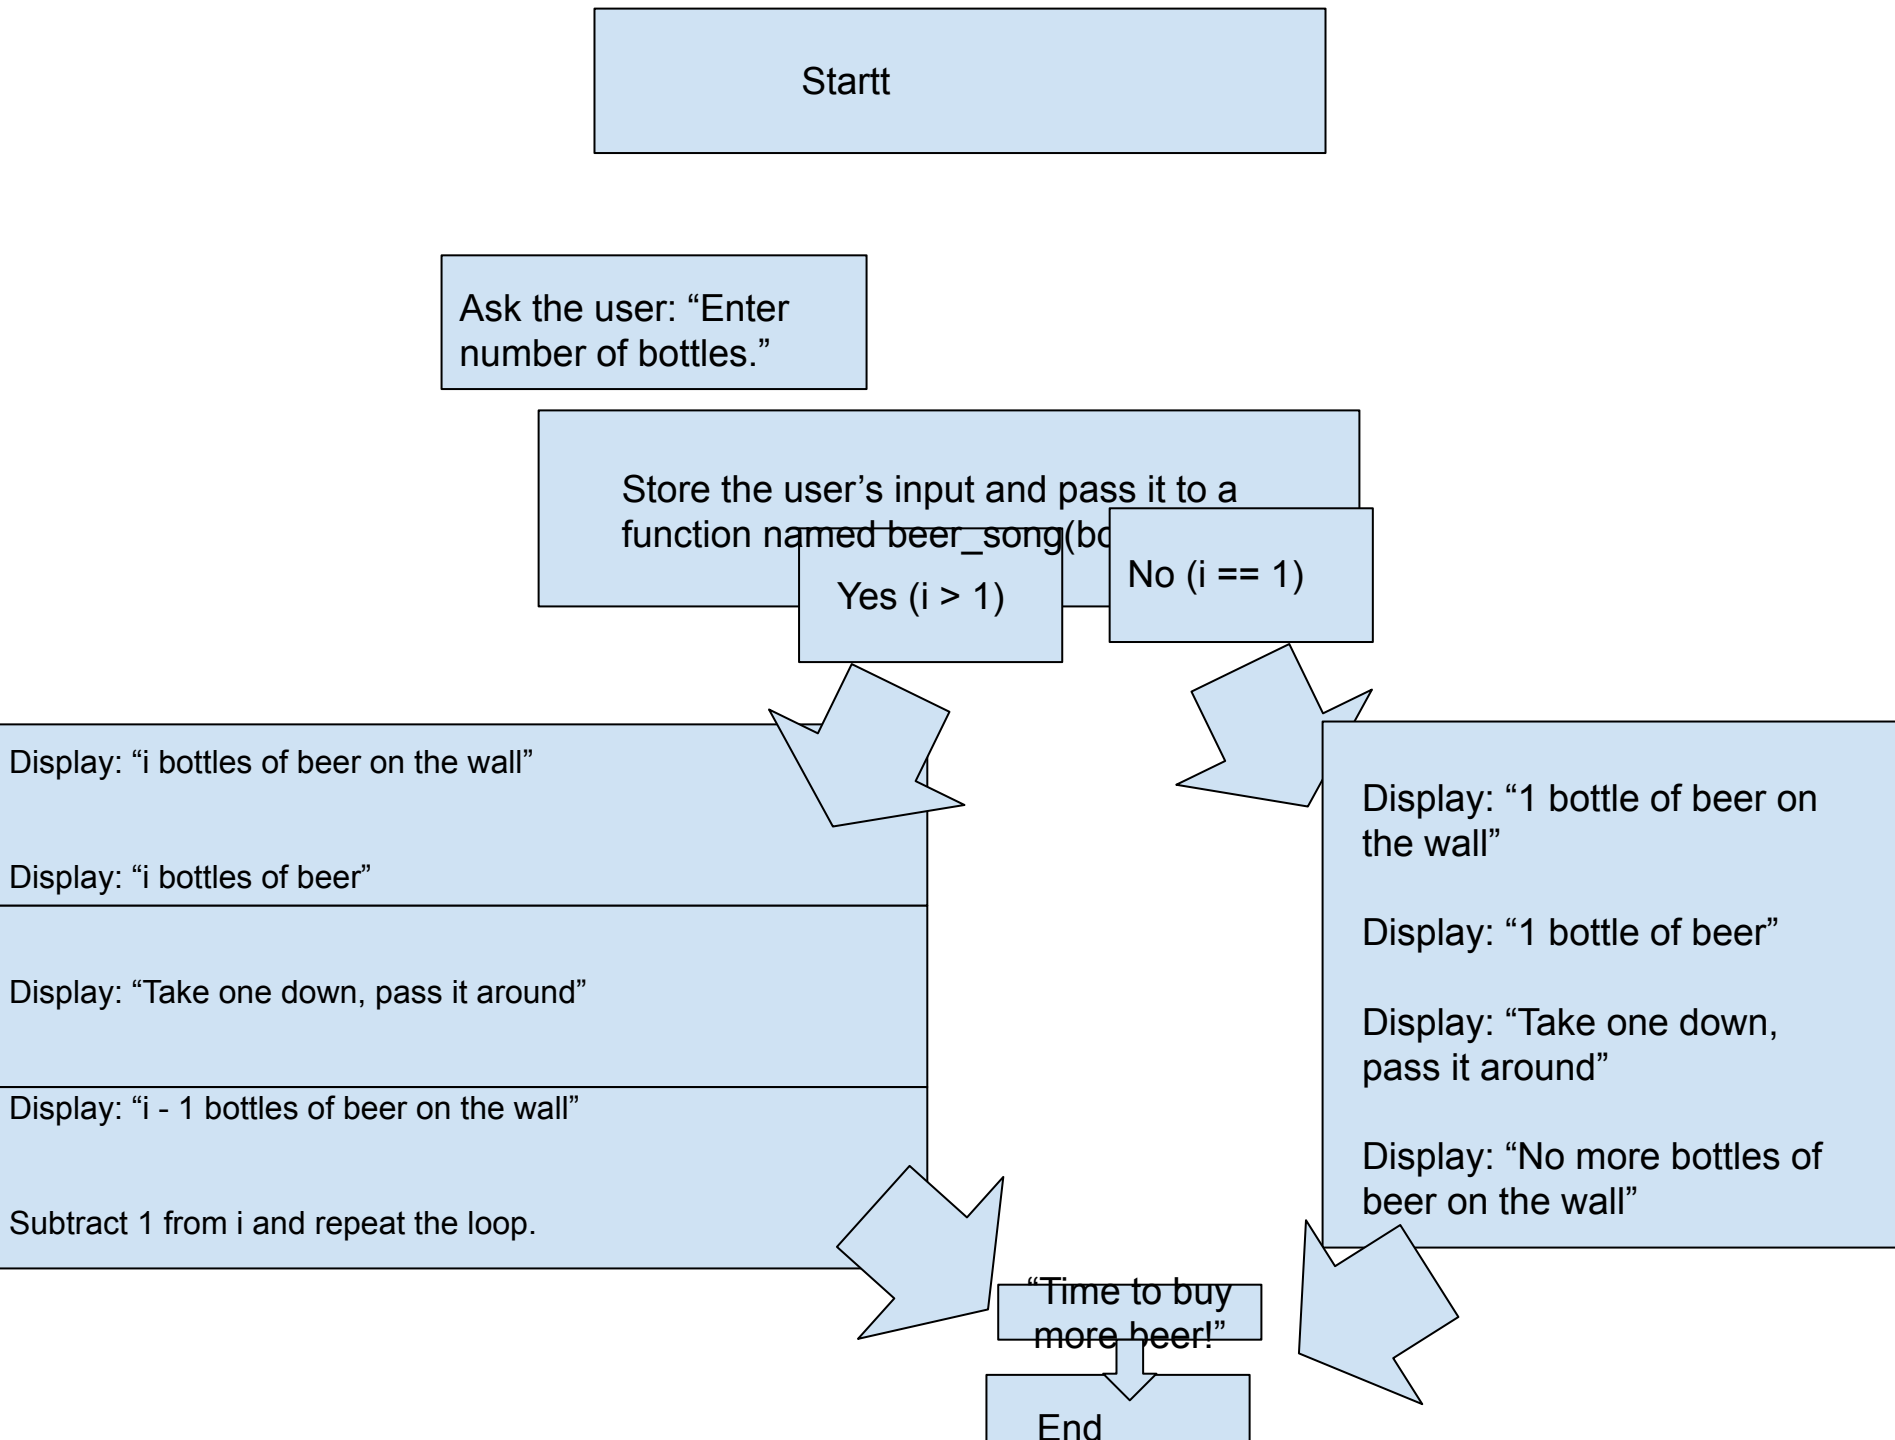 Startt
Ask the user: “Enter
number of bottles.”
Store the user’s input and pass it to a
function named beer_song(bo
Yes (i > 1)
No (i == 1)
Display: “i bottles of beer on the wall”
Display: “i bottles of beer”
Display: “Take one down, pass it around”
Display: “i - 1 bottles of beer on the wall”
Subtract 1 from i and repeat the loop.
Display: “1 bottle of beer on
the wall”
Display: “1 bottle of beer”
Display: “Take one down,
pass it around”
Display: “No more bottles of
beer on the wall”
“Time to buy
more beer!”
End